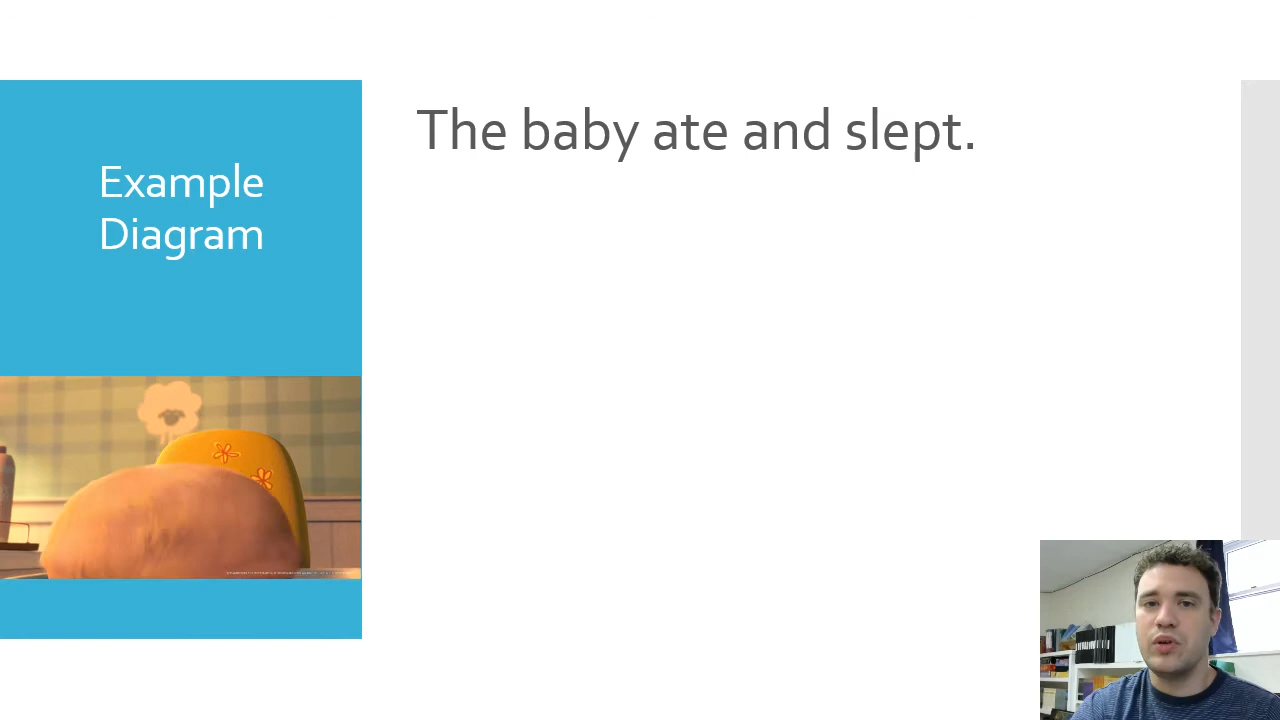 Example
Diagram
The baby ate and slept.